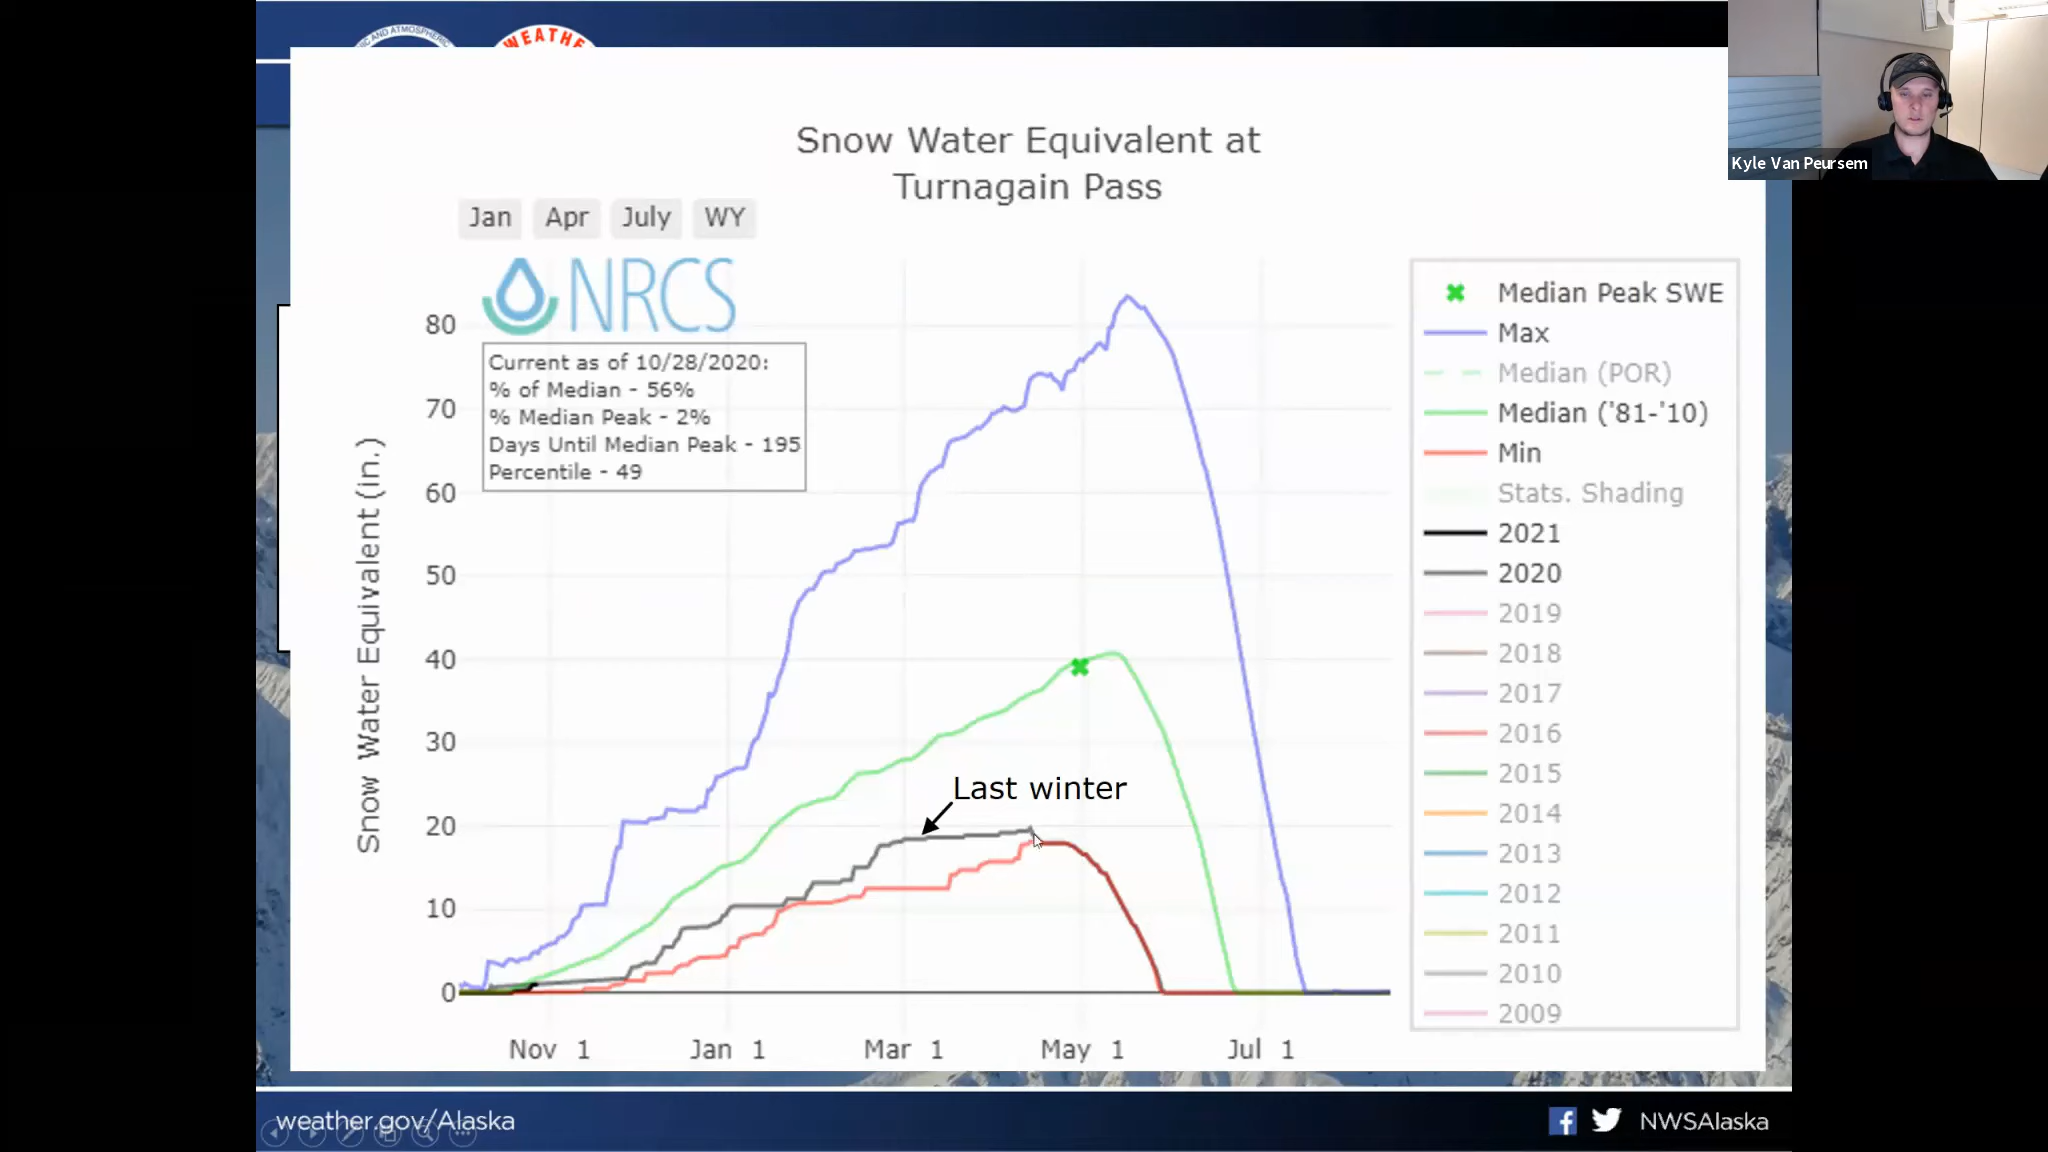 IC AND ATMOSPHERIC
WEATHE
Kyle Van Peursem
Snow Water Equivalent at
Turnagain Pass
Jan Apr July WY
NRCS
Current as of 10/28/2020:
% of Median - 56%
% Median Peak - 2%
Days Until Median Peak - 195
Percentile - 49
Snow Water Equivalent (in.)
80
70
60
50
40
30
20
10
0
Last winter
Nov 1 Jan 1 Mar 1 May 1 Jul 1
Median Peak SWE
Max
Median (POR)
Median ('81-'10)
Min
Stats. Shading
2021
2020
2019
2018
2017
2016
2015
2014
2013
2012
2011
2010
2009
weather.gov/Alaska
NWSAlaska